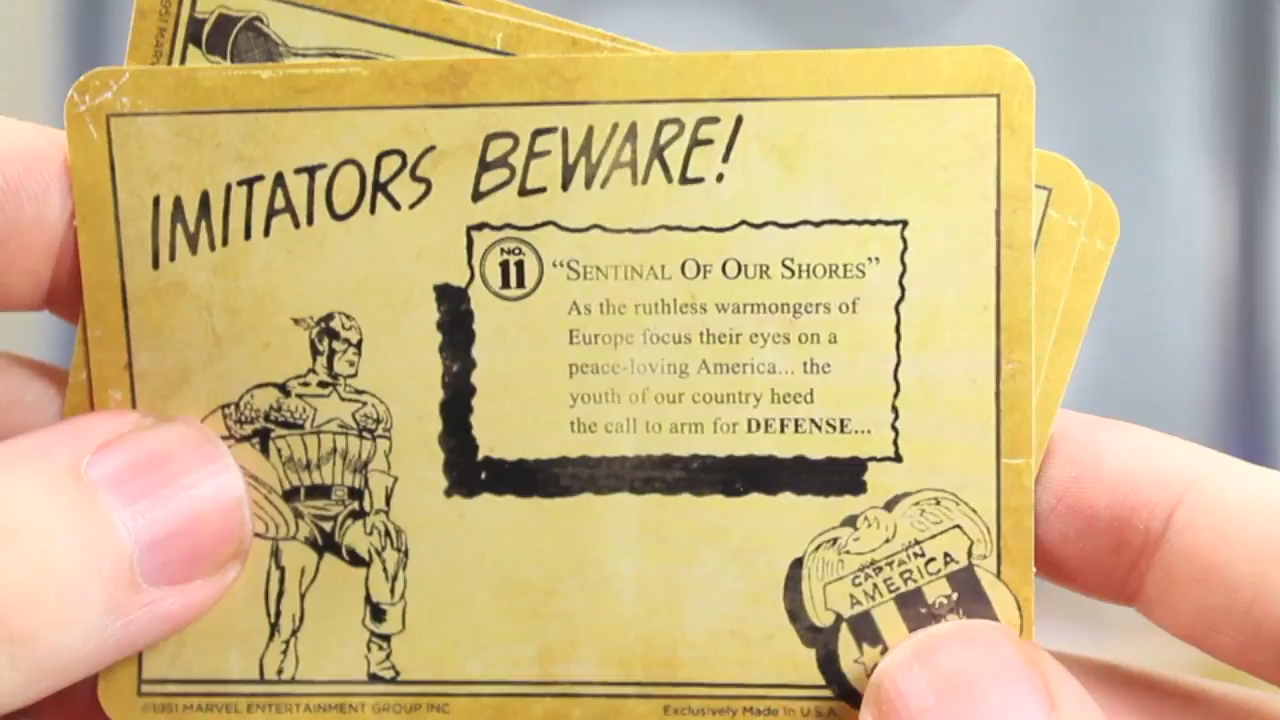 1951 MARV
IMITATORS BEWARE!
NO.
11
"SENTINAL OF OUR SHORES"
As the ruthless warmongers of
Europe focus their eyes on a
peace-loving America... the
youth of our country heed
the call to arm for DEFENSE...
CAPTAIN
AMERICA
©1951 MARVEL ENTERTAINMENT GROUP INC
Exclusively Made In U.S.A.